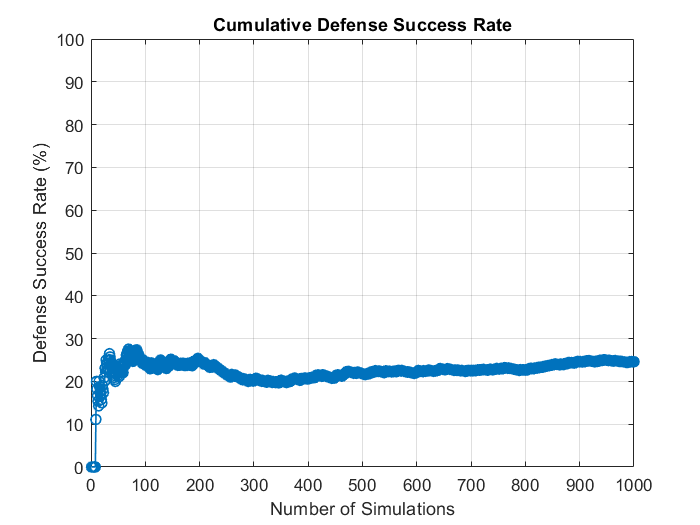 Cumulative Defense Success Rate
100
90
80
70
60
50
40
30
20
10
0
Defense Success Rate (%)
0 100 200 300 400 500 600 700 800 900 1000
Number of Simulations